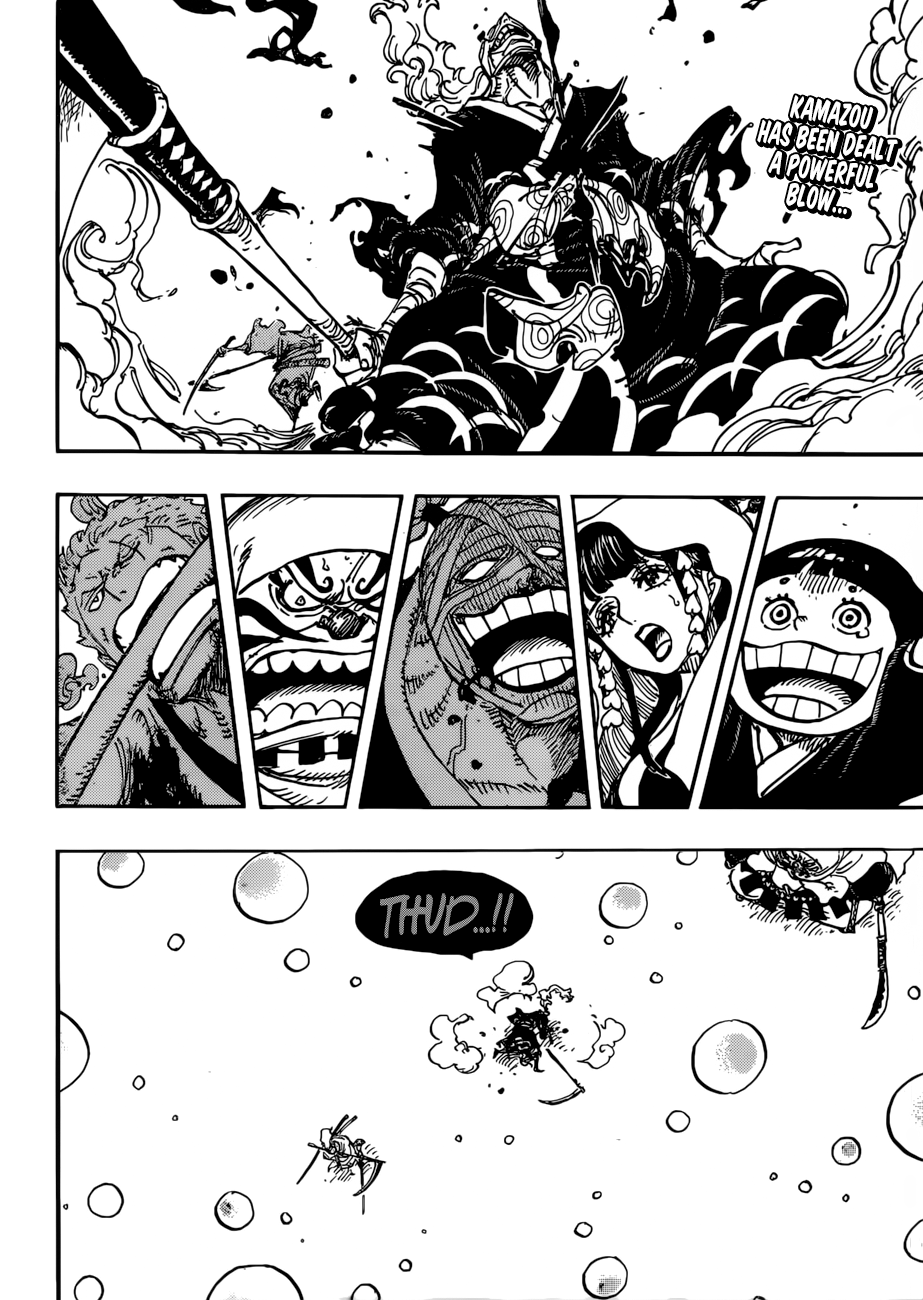 KAMAZOU
HAS BEEN DEALT
A POWERFUL
BLOW...
THUD...!!